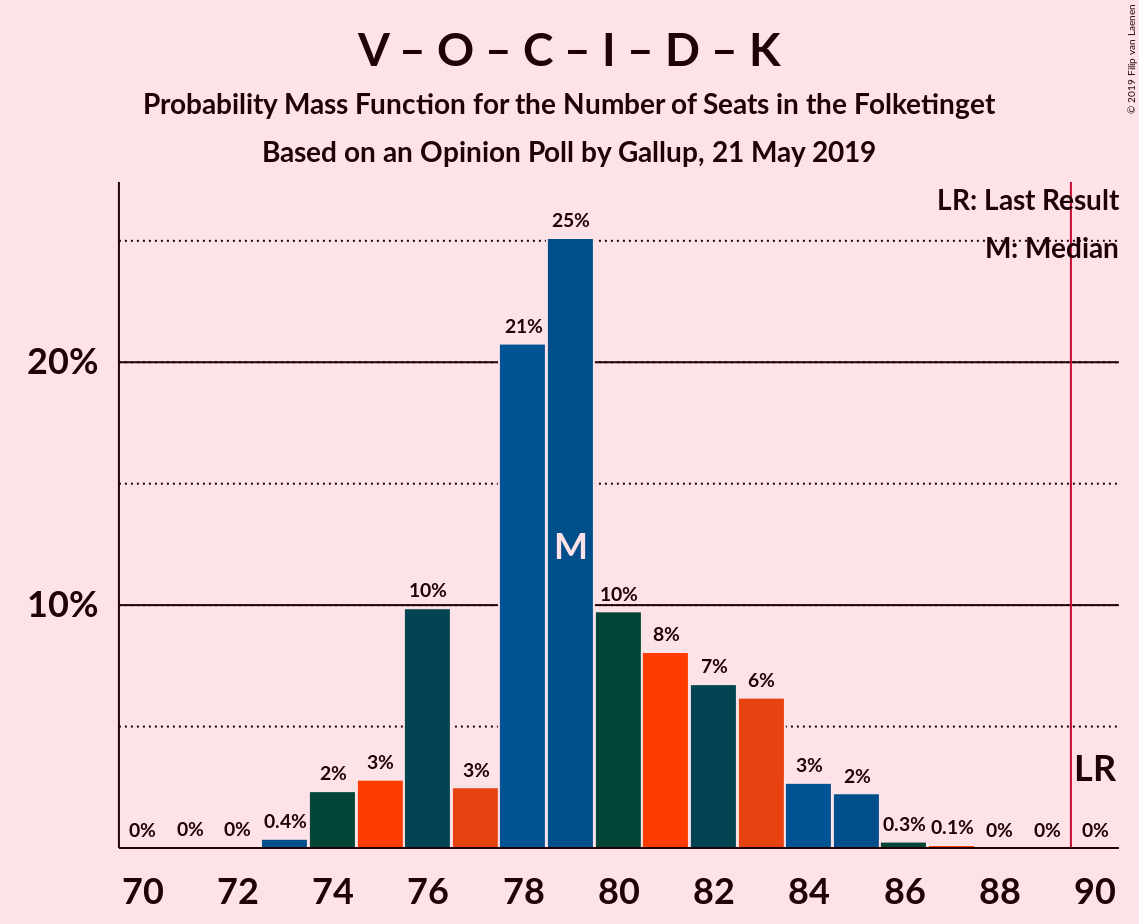 V – O – C – I – D – K
Probability Mass Function for the Number of Seats in the Folketinget
Based on an Opinion Poll by Gallup, 21 May 2019
© 2019 Filip van Laenen
LR: Last Result
M: Median
25%
21%
20%
M
10%
10%
10%
8%
7%
6%
LR
0%
0%
0%
0.4%
2%
3%
3%
3%
2%
0.3%
0.1%
0%
0%
0%
70 72 74 76 78 80 82 84 86 88 90